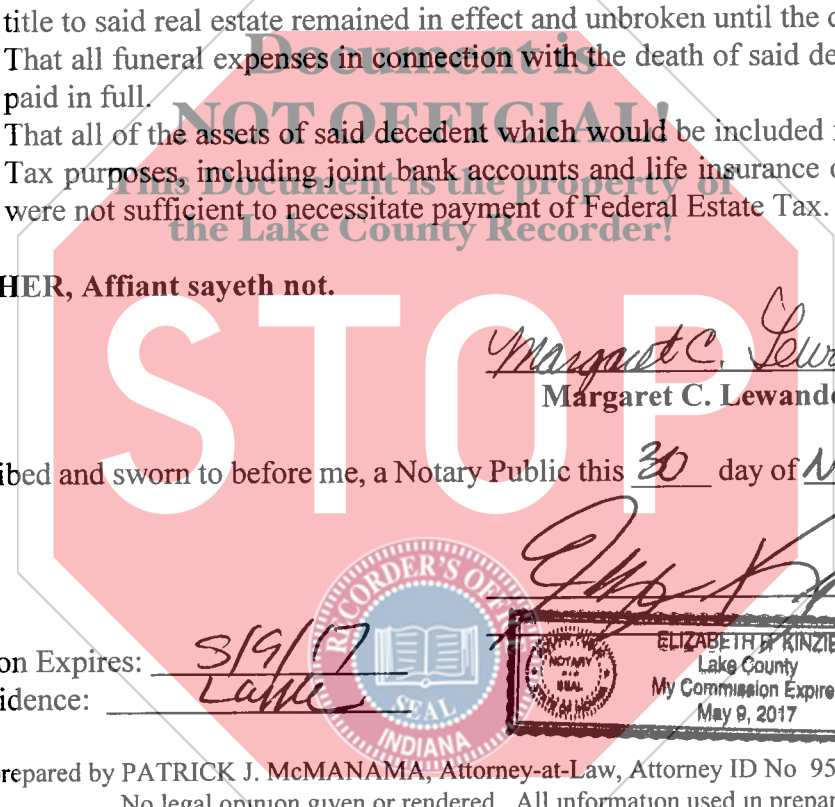 title to said real estate remained in effect and unbroken until the
Document is
That all funeral expenses in connection with the death of said de
paid in full.
NOT OFFICIAL!
That all of the assets of said decedent which would be included
Tax purposes, including joint bank accounts and life insurance
This Document is the property of
were not sufficient to necessitate payment of Federal Estate Tax.
the Lake County Recorder!
HER, Affiant sayeth not.
STOP
Margaret C. Lew
Margaret C. Lewand
ibed and sworn to before me, a Notary Public this 30 day of N
RECORDER'S OFFICE
SEAL
INDIANA
on Expires: 5/9/17
idence: Lake
NOTARY
SEAL
ELIZABETH R KINZIE
Lake County
My Commission Expire
May 9, 2017
repared by PATRICK J. McMANAMA, Attorney-at-Law, Attorney ID No 95
No legal opinion given or rendered. All information used in prepar